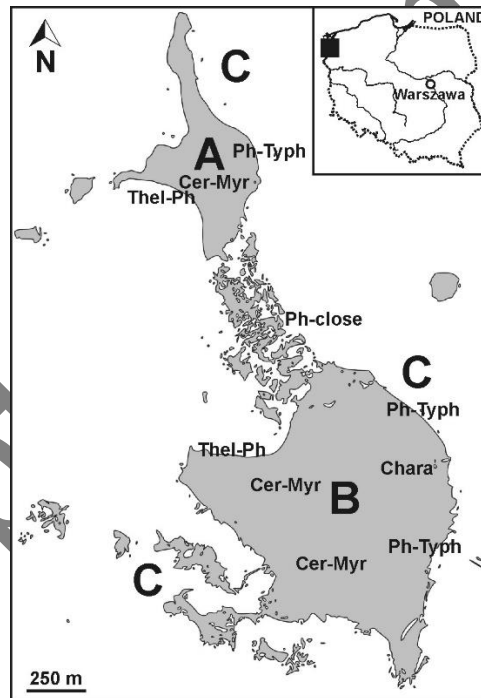 POLAND
Warszawa
N
C
A
Ph-Typh
Cer-Myr
Thel-Ph
Ph-close
C
Ph-Typh
Thel-Ph
Chara
Cer-Myr
B
Ph-Typh
Cer-Myr
C
250 m